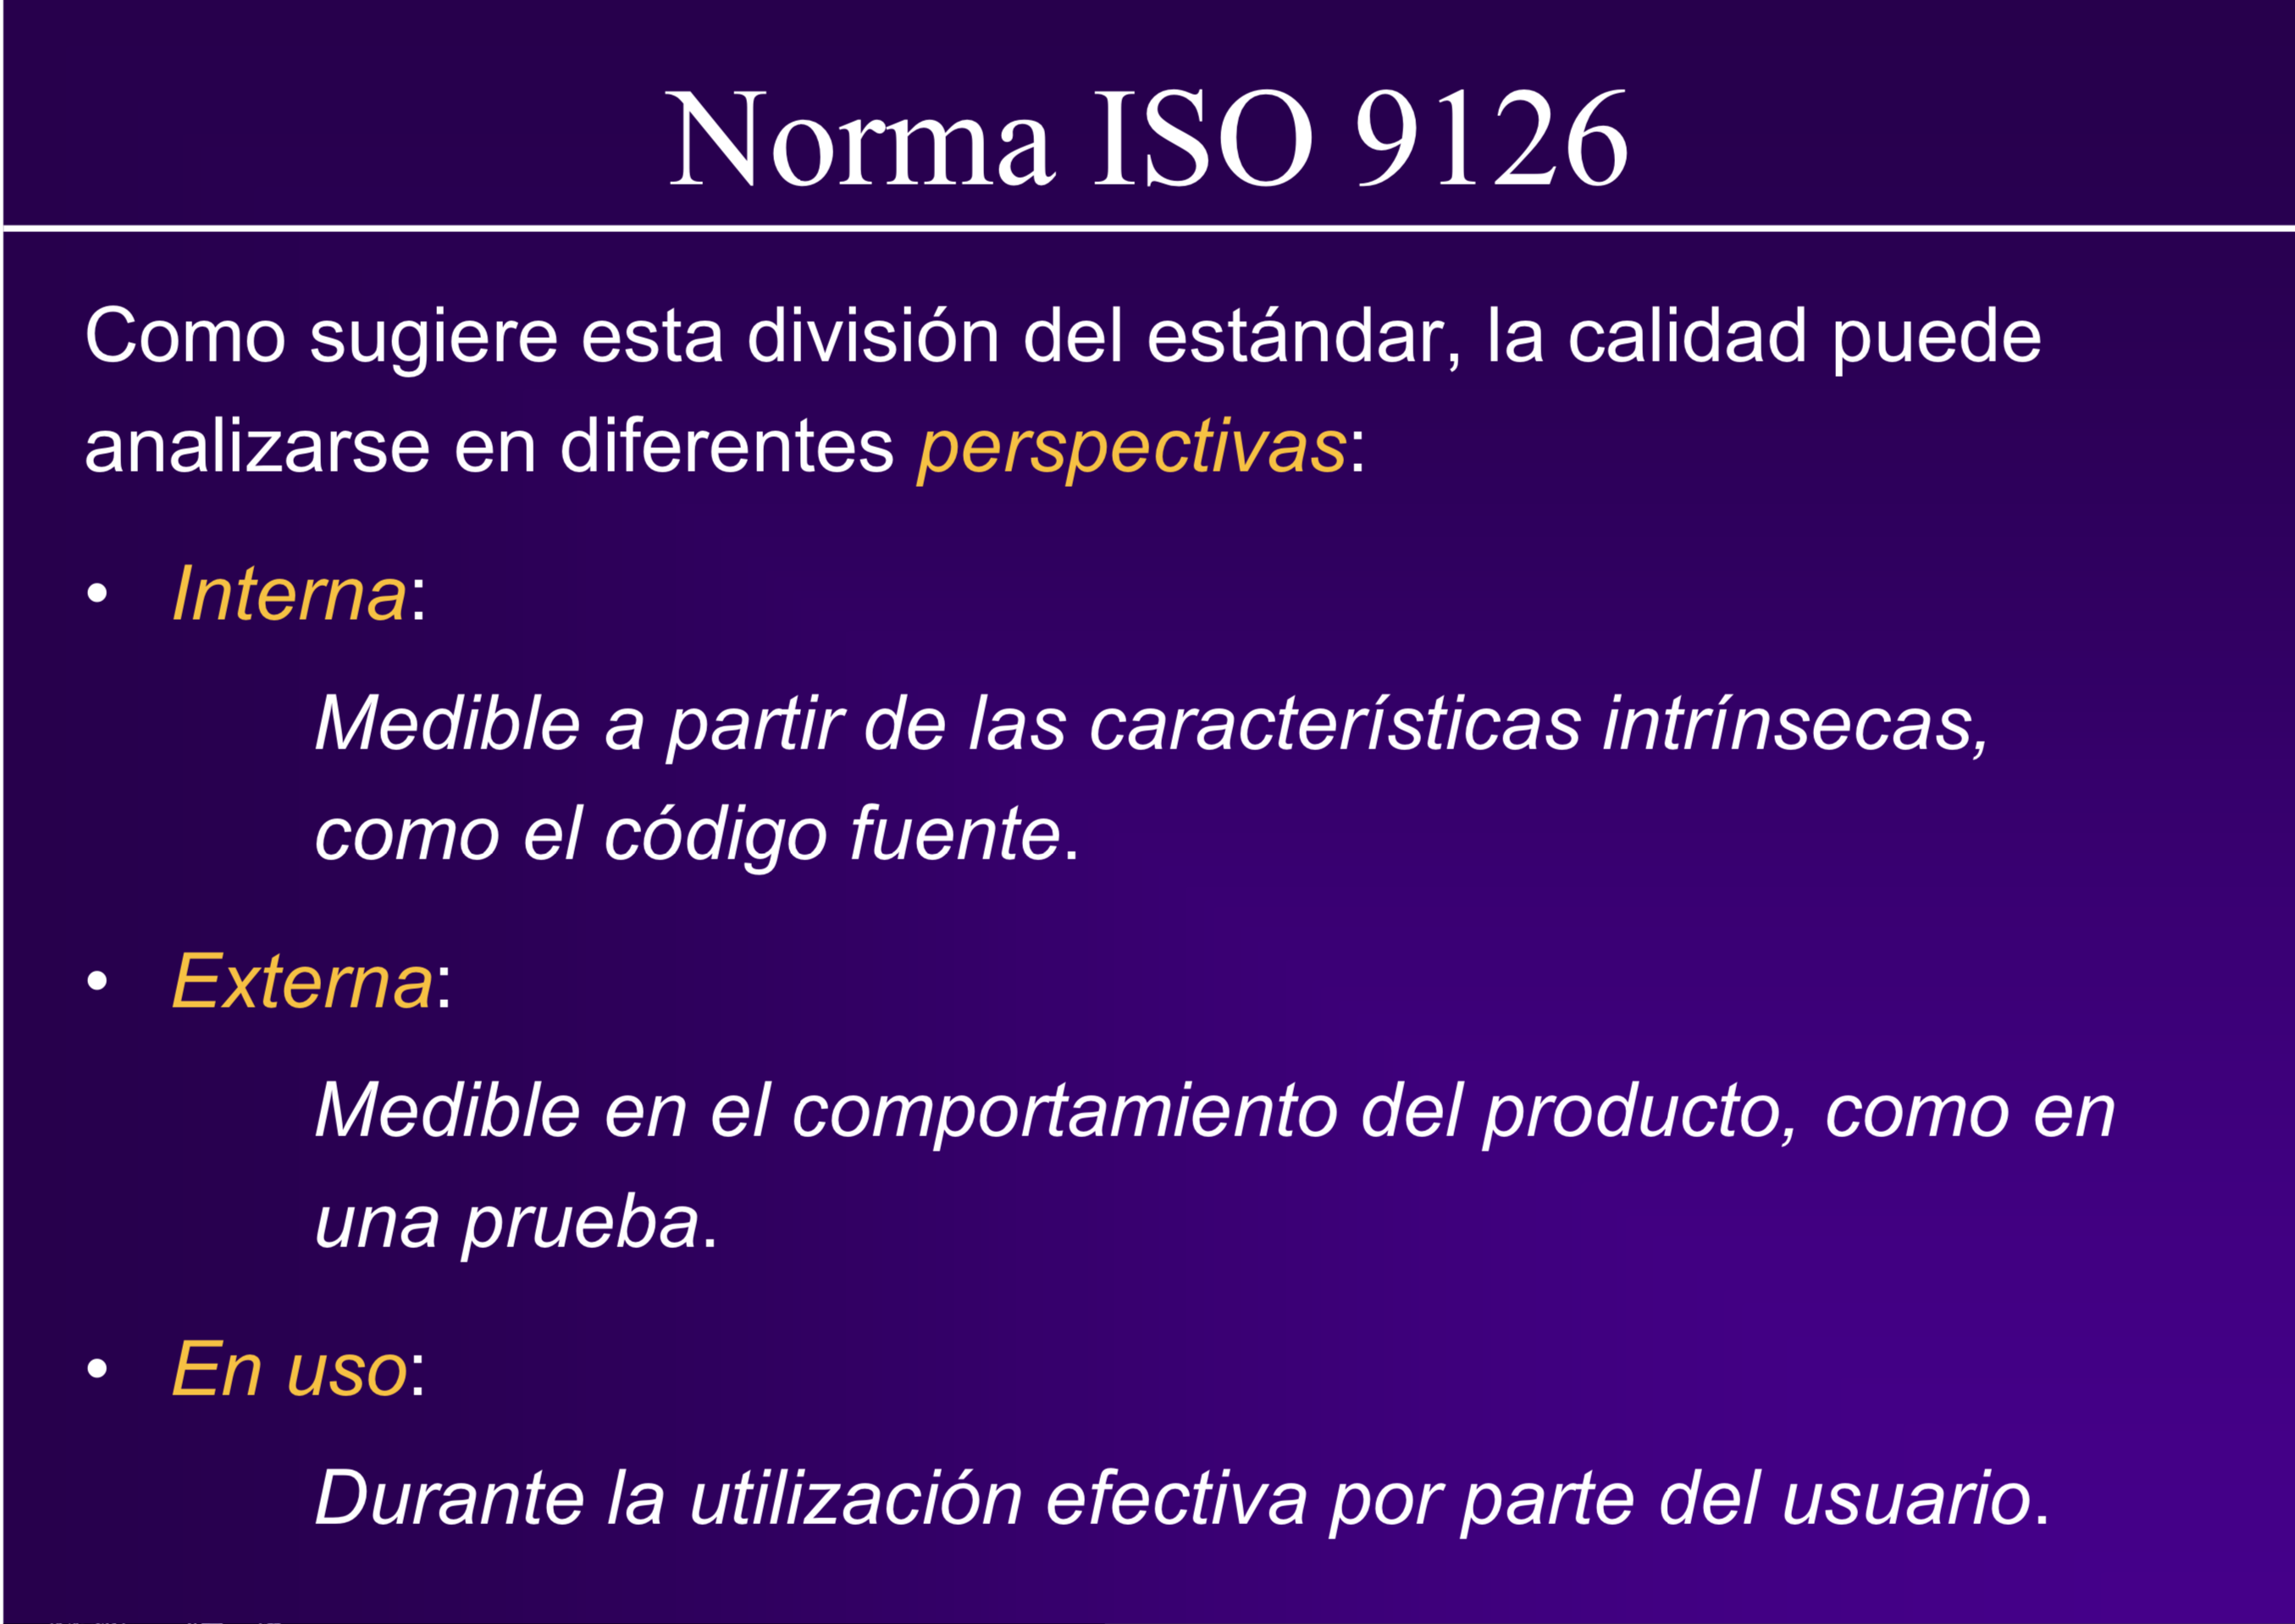 Norma ISO 9126
Como sugiere esta división del estándar, la calidad puede
analizarse en diferentes perspectivas:
• Interna:
Medible a partir de las características intrínsecas,
como el código fuente.
• Externa:
Medible en el comportamiento del producto, como en
una prueba.
• En uso:
Durante la utilización efectiva por parte del usuario.